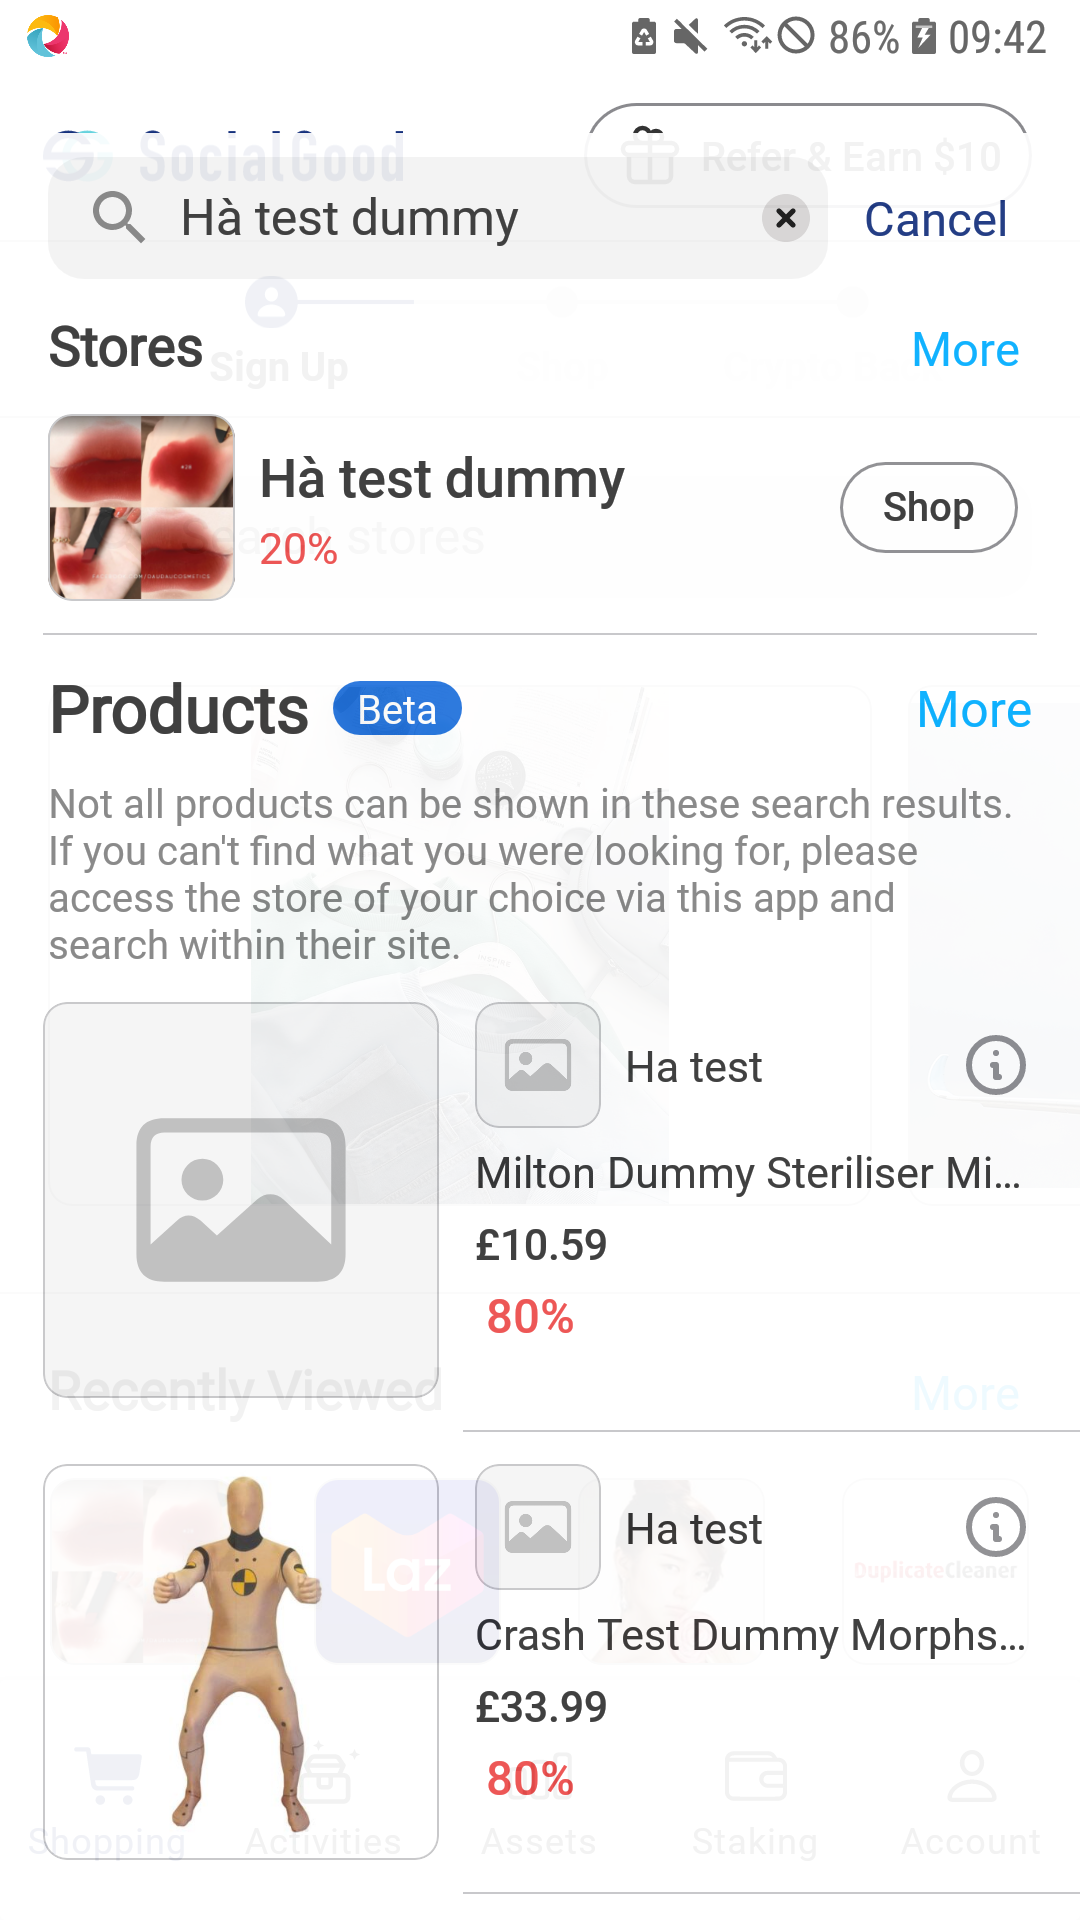 86% 09:42
SocialGood
Refer & Earn $10
Hà test dummy
Cancel
Stores
More
Sign Up
Shop
Hà test dummy
20%
Shop
stores
Products
Beta
More
Not all products can be shown in these search results.
If you can't find what you were looking for, please
access the store of your choice via this app and
search within their site.
Ha test
Milton Dummy Steriliser Mi...
£10.59
80%
Recently Viewed
More
Ha test
Laz
DuplicateCleaner
Crash Test Dummy Morphs...
£33.99
80%
Shopping
Activities
Assets
Staking
Account